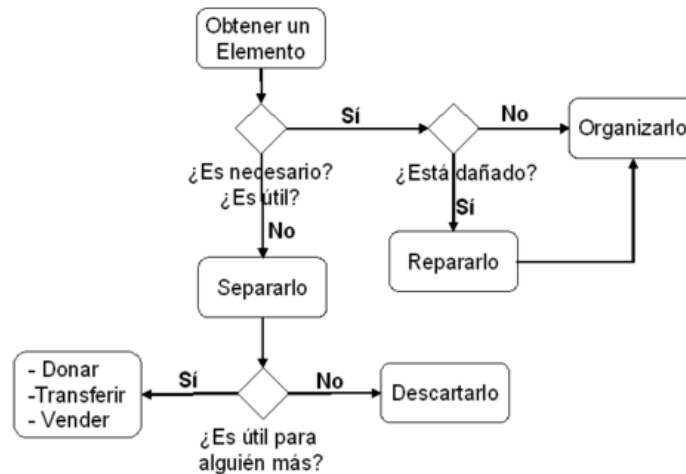 Obtener un
Elemento
Sí
No
Organizarlo
¿Es necesario?
¿Es útil?
¿Está dañado?
Sí
No
Repararlo
Separarlo
- Donar
-Transferir
- Vender
Sí
No
Descartarlo
¿Es útil para
alguién más?